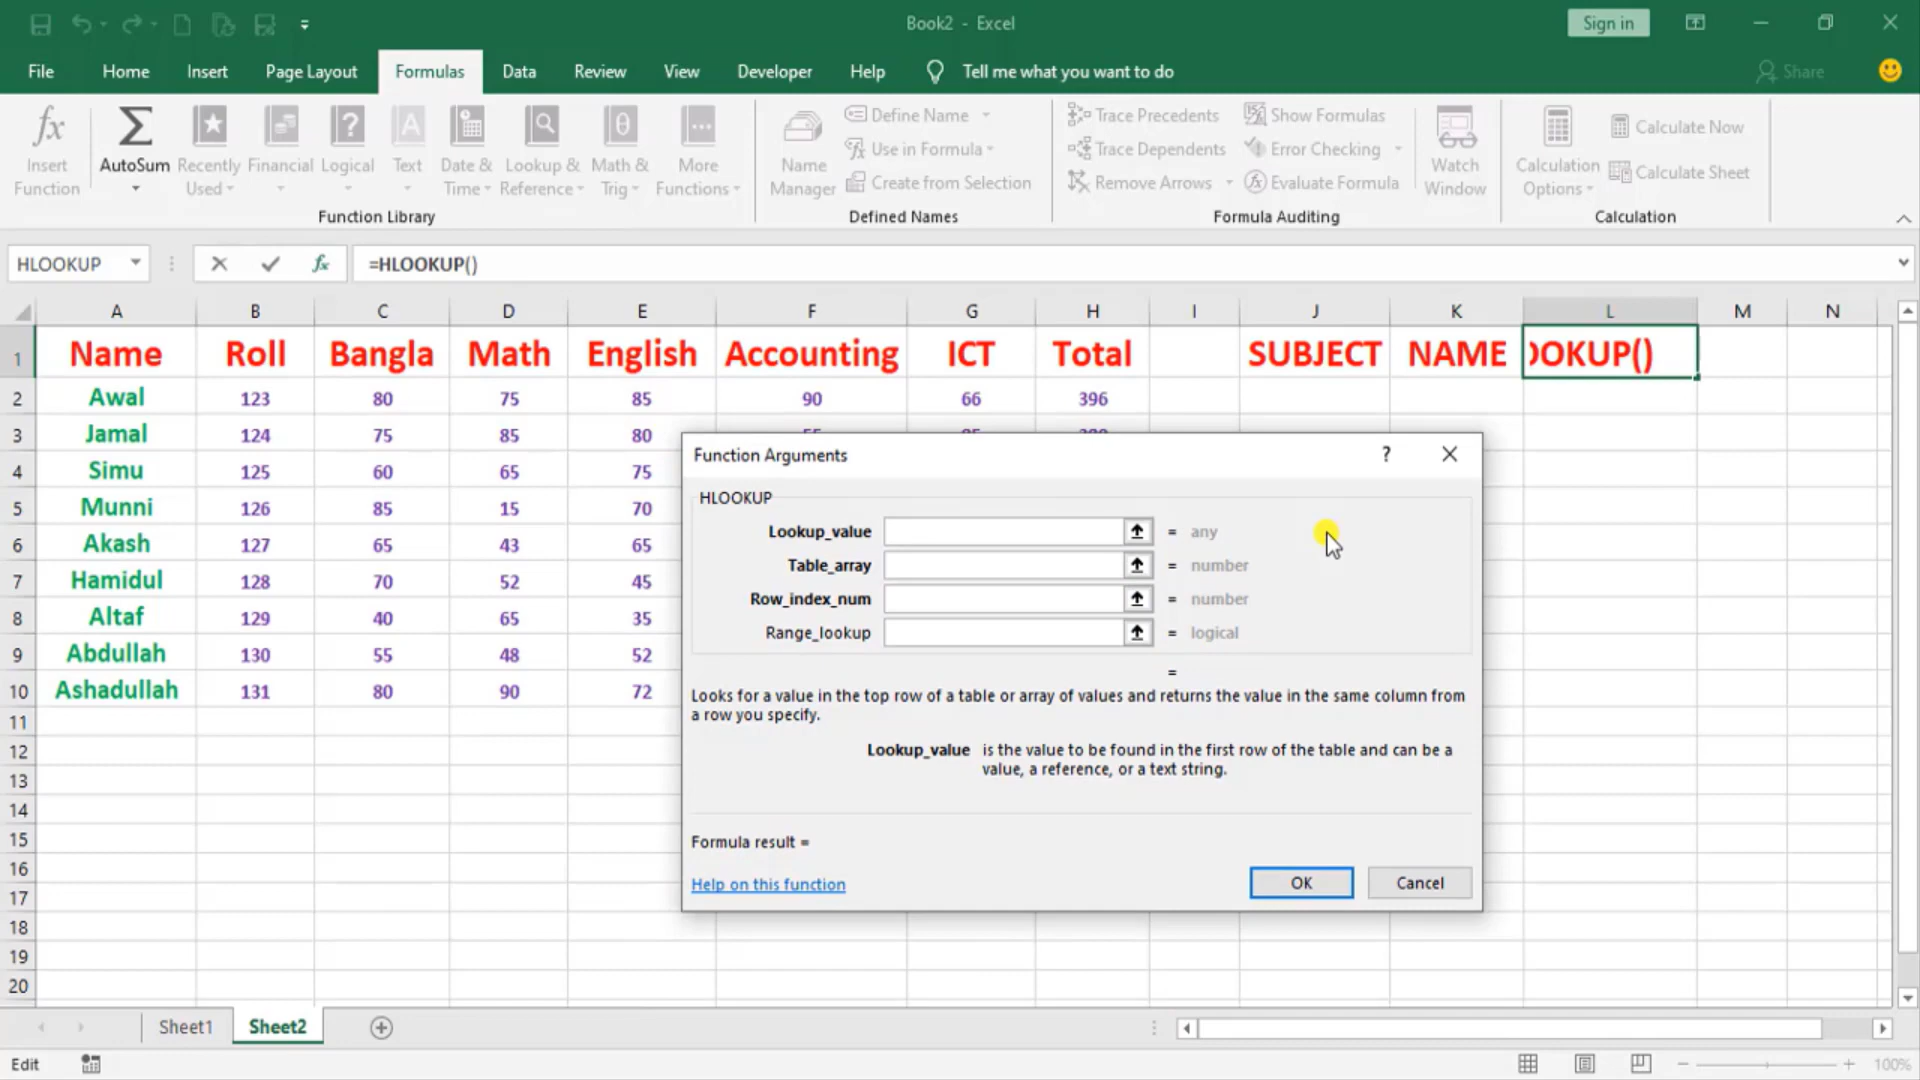 Book2 - Excel
Sign in
File Home Insert Page Layout Formulas Data Review View Developer Help Tell me what you want to do Share
Insert Function
AutoSum
Recently Used
Financial
Logical
Text
Date & Time
Lookup & Reference
Math & Trig
More Functions
Function Library
Name Manager
Define Name
Use in Formula
Create from Selection
Defined Names
Trace Precedents
Trace Dependents
Remove Arrows
Show Formulas
Error Checking
Evaluate Formula
Formula Auditing
Watch Window
Calculation Options
Calculate Now
Calculate Sheet
Calculation
HLOOKUP fx =HLOOKUP()
A B C D E F G H I J K L M N
1 Name Roll Bangla Math English Accounting ICT Total SUBJECT NAME OOKUP()
2 Awal 123 80 75 85 90 66 396
3 Jamal 124 75 85 80
4 Simu 125 60 65 75
5 Munni 126 85 15 70
6 Akash 127 65 43 65
7 Hamidul 128 70 52 45
8 Altaf 129 40 65 35
9 Abdullah 130 55 48 52
10 Ashadullah 131 80 90 72
11
12
13
14
15
16
17
18
19
20
Function Arguments ?
HLOOKUP
Lookup_value = any
Table_array = number
Row_index_num = number
Range_lookup = logical
=
Looks for a value in the top row of a table or array of values and returns the value in the same column from
a row you specify.
Lookup_value is the value to be found in the first row of the table and can be a
value, a reference, or a text string.
Formula result =
Help on this function
OK Cancel
Sheet1 Sheet2
Edit
100%